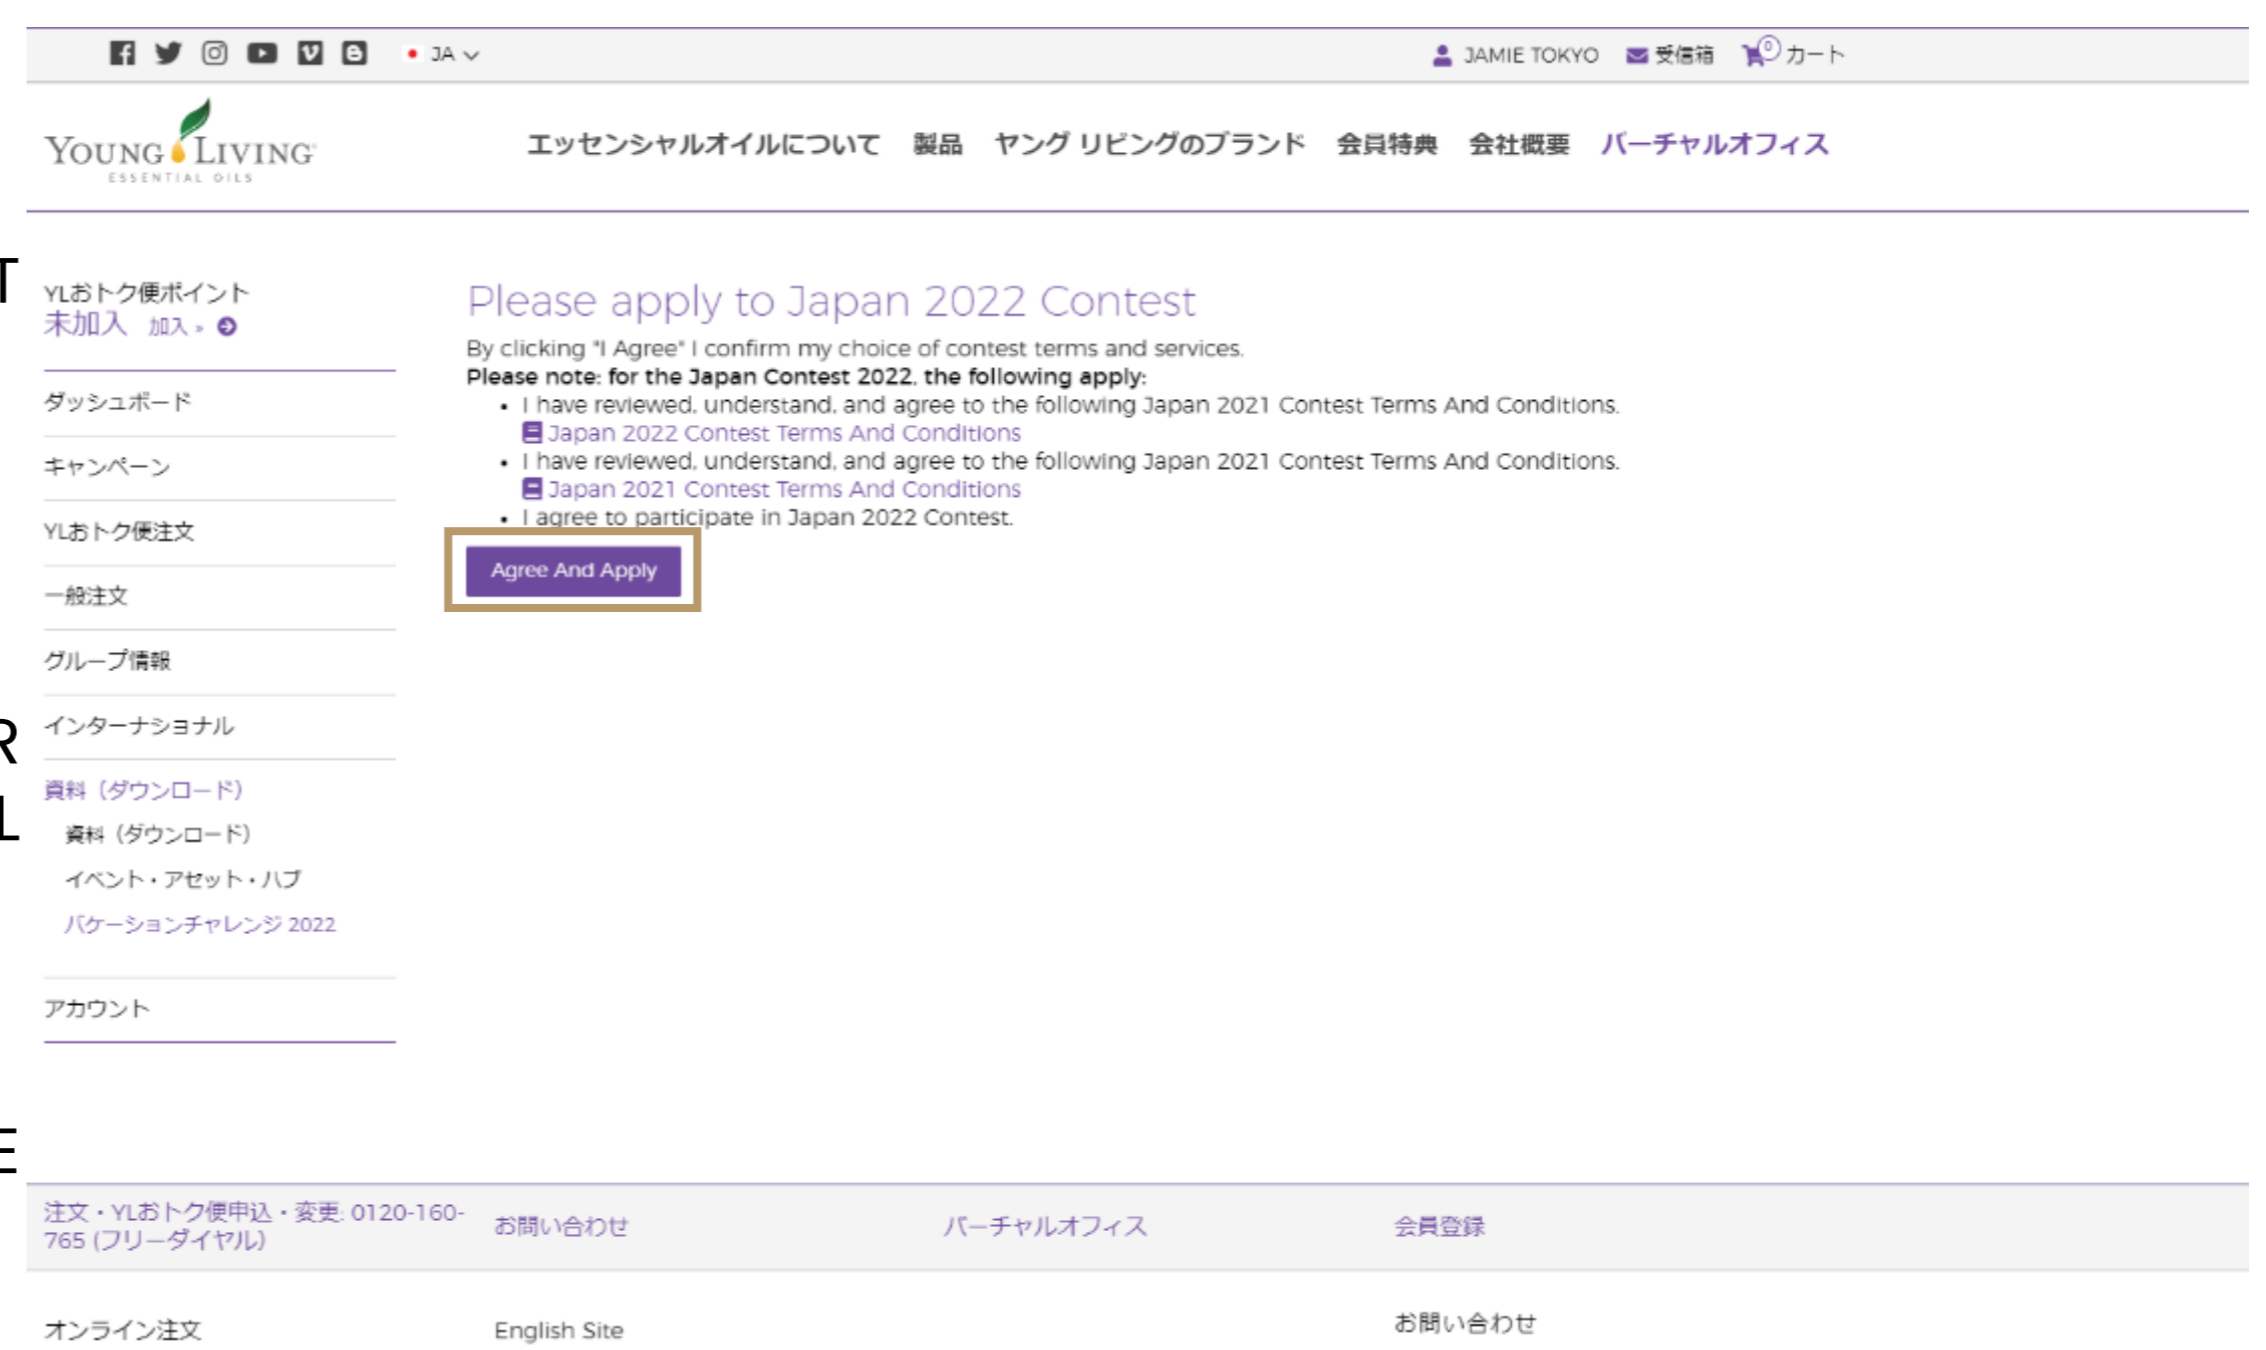 JA
JAMIE TOKYO 受信箱 0 カート
YOUNG LIVING
ESSENTIAL OILS
エッセンシャルオイルについて 製品 ヤング リビングのブランド 会員特典 会社概要 バーチャルオフィス
T
YLおトク便ポイント
未加入 加入 »
ダッシュボード
キャンペーン
YLおトク便注文
一般注文
グループ情報
R
インターナショナル
資料（ダウンロード）
L
資料（ダウンロード）
イベント・アセット・ハブ
バケーションチャレンジ 2022
アカウント
E
Please apply to Japan 2022 Contest
By clicking "I Agree" I confirm my choice of contest terms and services.
Please note: for the Japan Contest 2022, the following apply:
• I have reviewed, understand, and agree to the following Japan 2021 Contest Terms And Conditions.
Japan 2022 Contest Terms And Conditions
• I have reviewed, understand, and agree to the following Japan 2021 Contest Terms And Conditions.
Japan 2021 Contest Terms And Conditions
• I agree to participate in Japan 2022 Contest.
Agree And Apply
注文・YLおトク便申込・変更: 0120-160-
765 (フリーダイヤル)
お問い合わせ
バーチャルオフィス
会員登録
オンライン注文
English Site
お問い合わせ